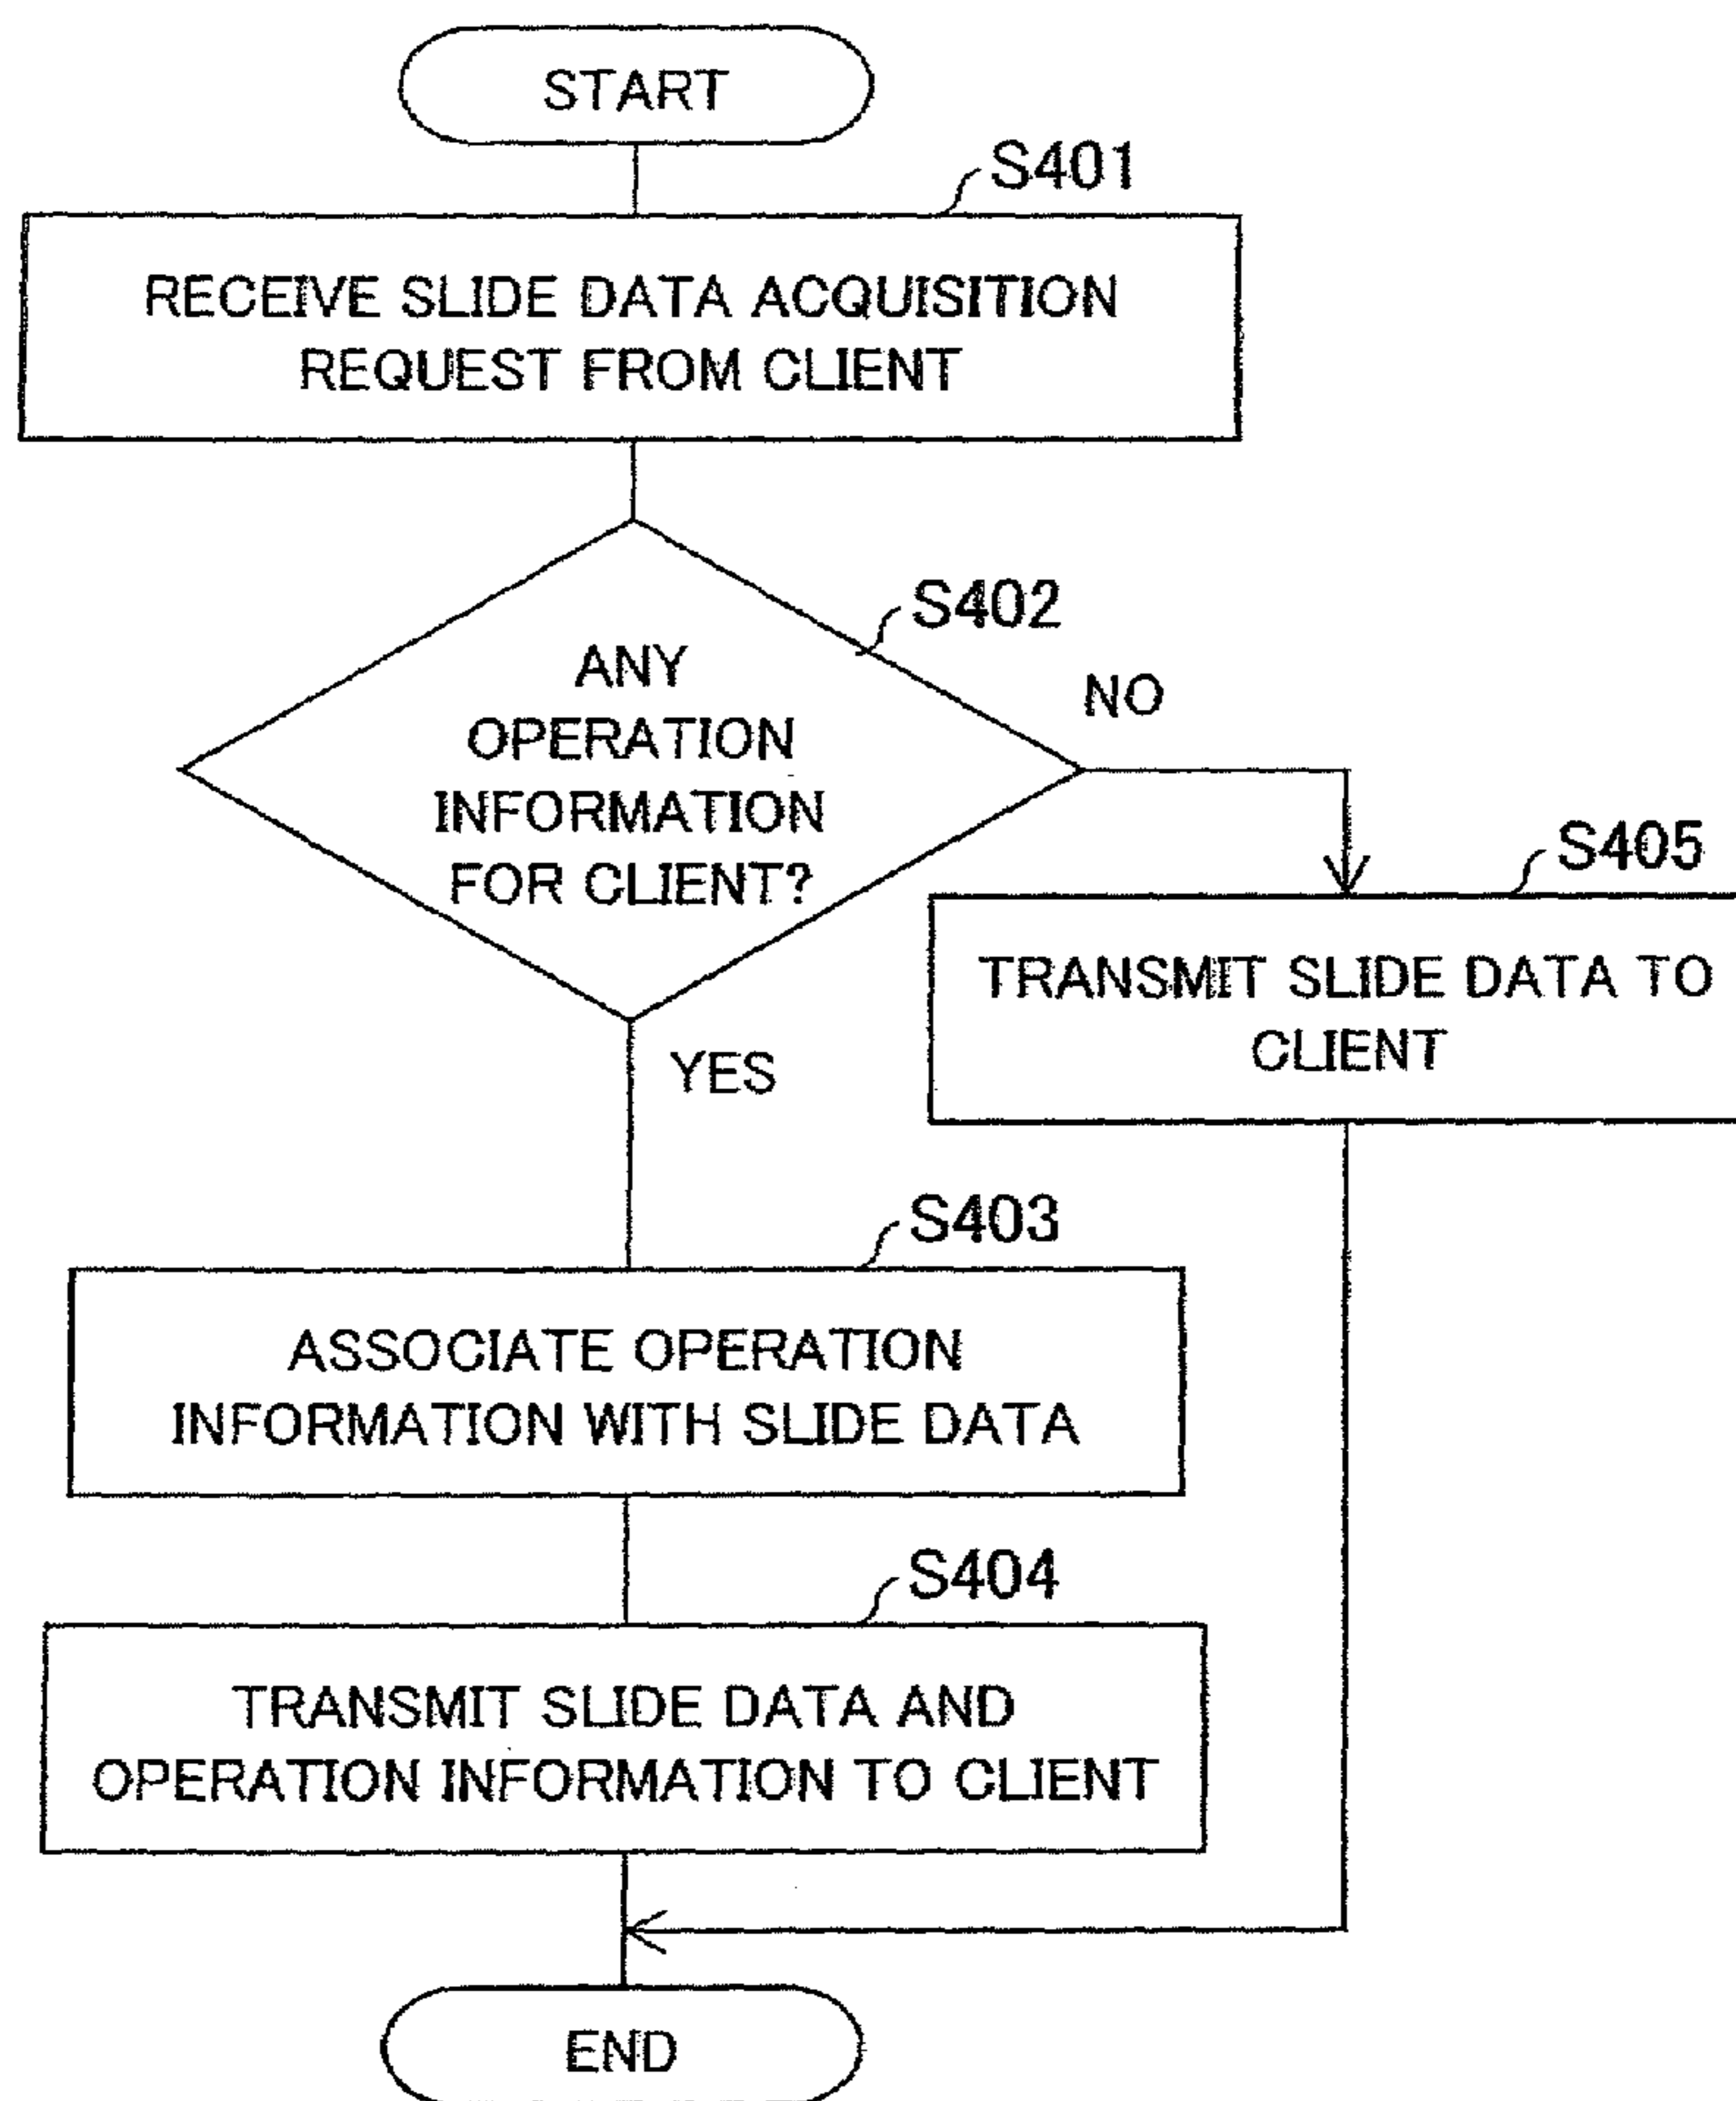 START
S401
RECEIVE SLIDE DATA ACQUISITION
REQUEST FROM CLIENT
S402
ANY
OPERATION
INFORMATION
FOR CLIENT?
NO
YES
S405
TRANSMIT SLIDE DATA TO
CLIENT
S403
ASSOCIATE OPERATION
INFORMATION WITH SLIDE DATA
S404
TRANSMIT SLIDE DATA AND
OPERATION INFORMATION TO CLIENT
END